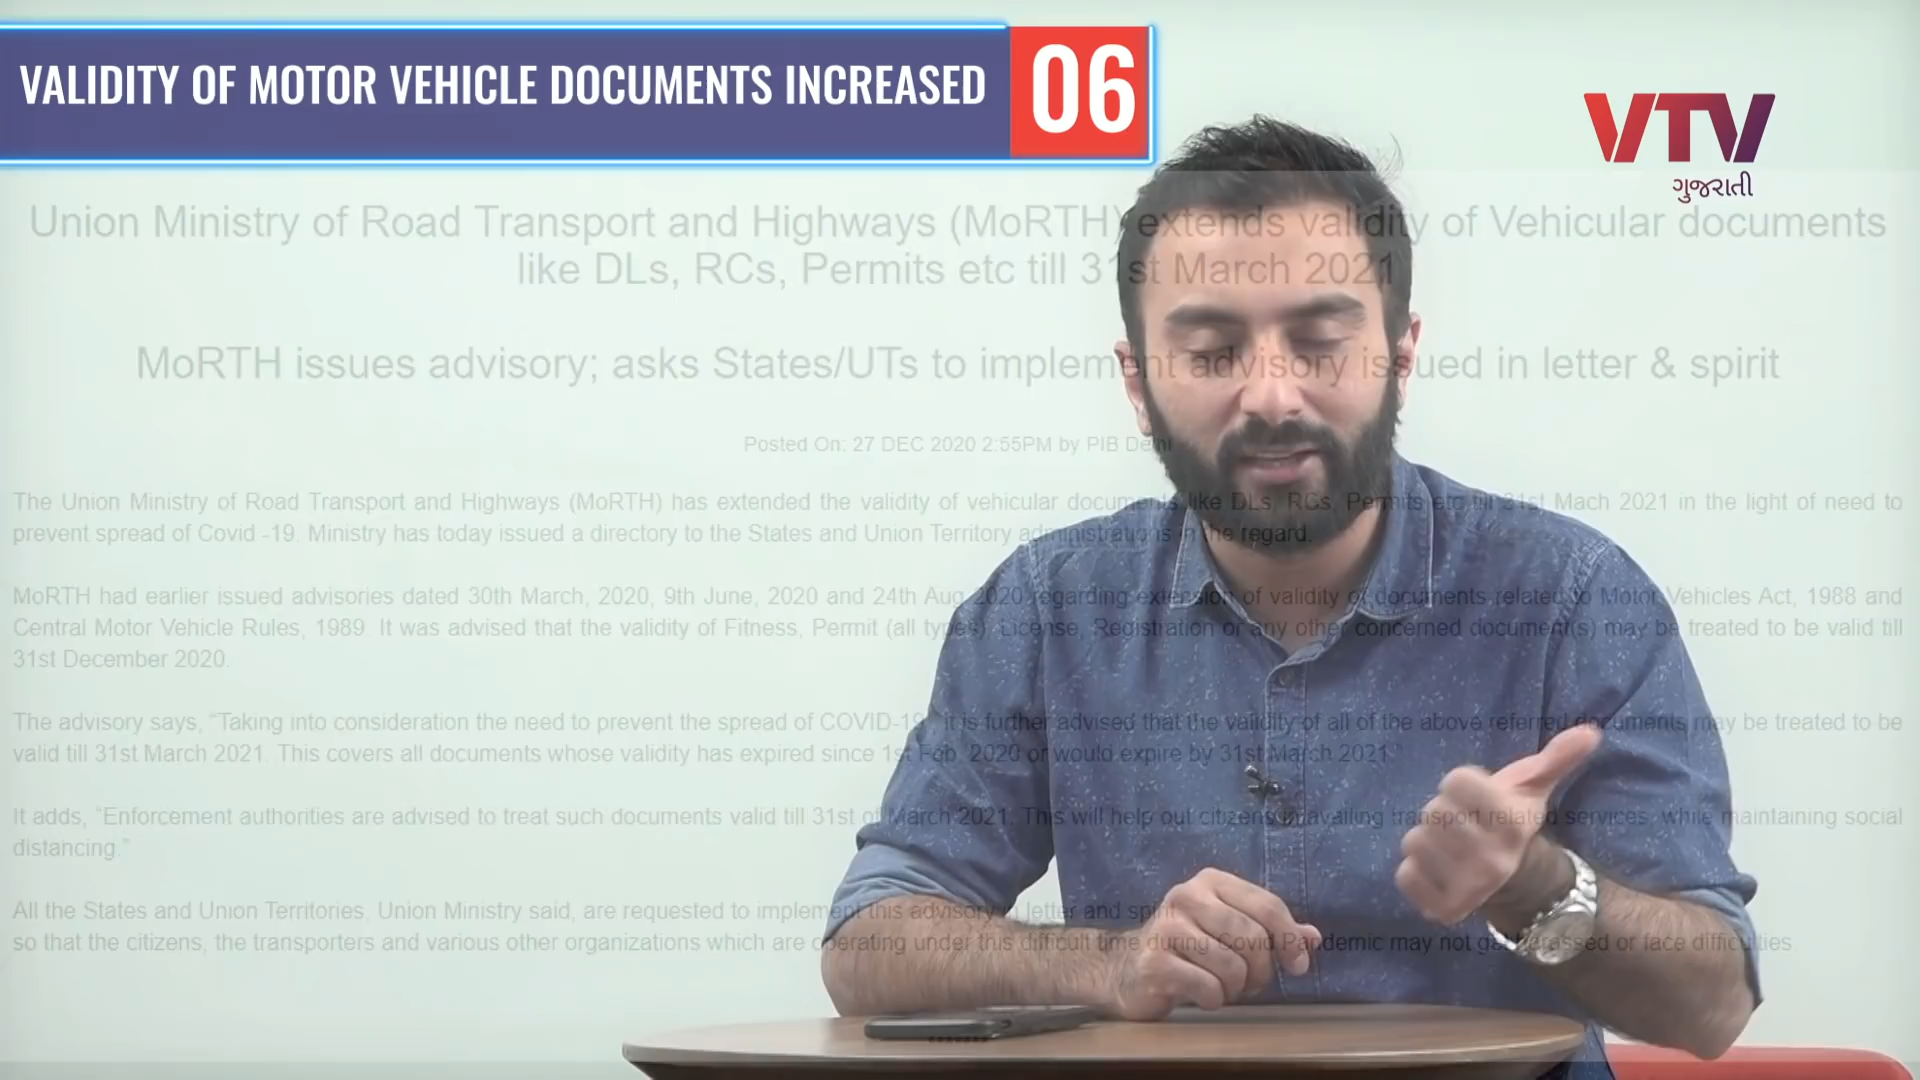 VALIDITY OF MOTOR VEHICLE DOCUMENTS INCREASED
06
VTV
ગુજરાતી
Union Ministry of Road Transport and Highways (MoRTH) extends validity of Vehicular documents
like DLs, RCs, Permits etc till 31st March 2021
MoRTH issues advisory; asks States/UTs to implement advisory issued in letter & spirit
Posted On: 27 DEC 2020 2:55PM by PIB Delhi
The Union Ministry of Road Transport and Highways (MoRTH) has extended the validity of vehicular documents like DLs, RCs, Permits etc till 31st Mach 2021 in the light of need to
prevent spread of Covid -19. Ministry has today issued a directory to the States and Union Territory administrations in the regard.
MoRTH had earlier issued advisories dated 30th March, 2020, 9th June, 2020 and 24th Aug, 2020 regarding extension of validity of documents related to Motor Vehicles Act, 1988 and
Central Motor Vehicle Rules, 1989. It was advised that the validity of Fitness, Permit (all types), License, Registration or any other concerned document(s) may be treated to be valid till
31st December 2020.
The advisory says, “Taking into consideration the need to prevent the spread of COVID-19, it is further advised that the validity of all of the above referred documents may be treated to be
valid till 31st March 2021. This covers all documents whose validity has expired since 1st Feb, 2020 or would expire by 31st March 2021.”
It adds, “Enforcement authorities are advised to treat such documents valid till 31st of March 2021. This will help out citizens in availing transport related services, while maintaining social
distancing.”
All the States and Union Territories, Union Ministry said, are requested to implement this advisory in letter and spirit
so that the citizens, the transporters and various other organizations which are operating under this difficult time during Covid Pandemic may not get harassed or face difficulties